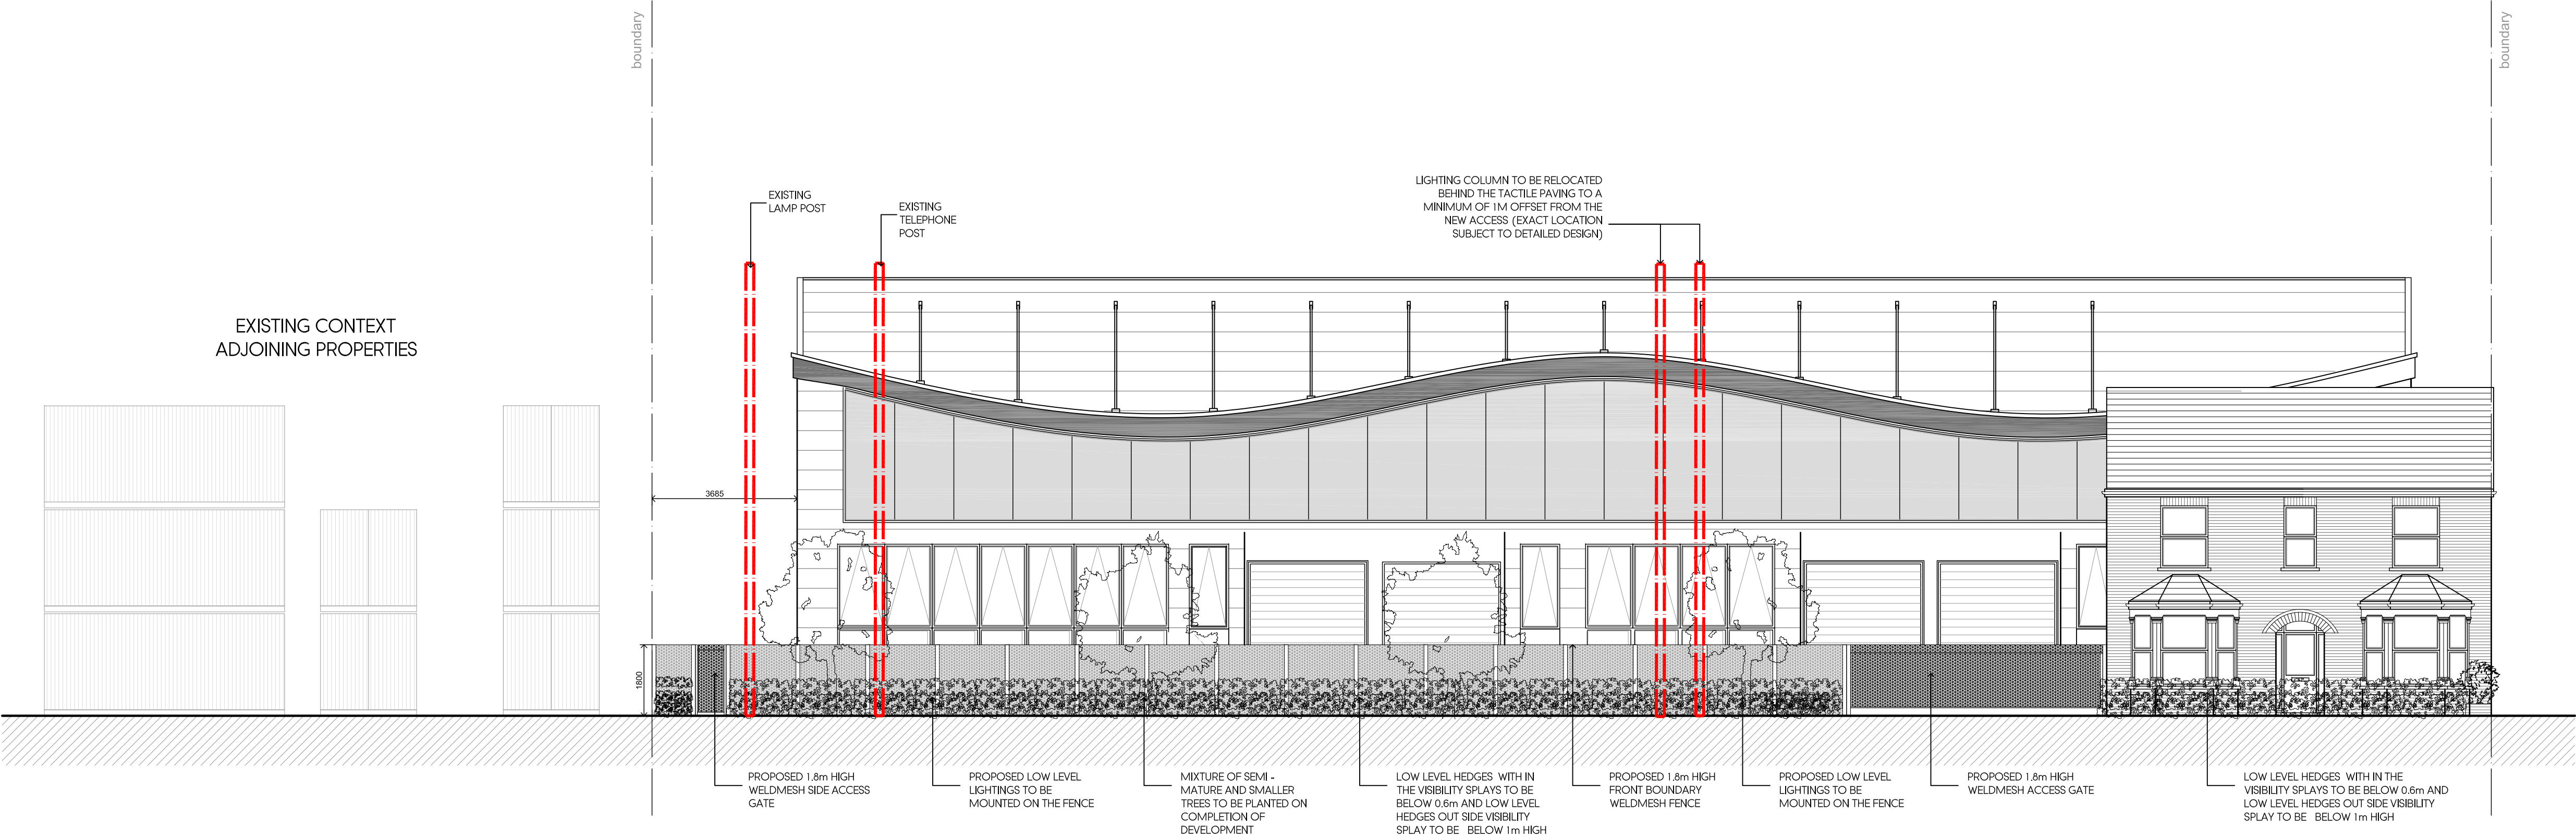 boundary
boundary
EXISTING
LAMP POST
EXISTING
TELEPHONE
POST
LIGHTING COLUMN TO BE RELOCATED
BEHIND THE TACTILE PAVING TO A
MINIMUM OF 1M OFFSET FROM THE
NEW ACCESS (EXACT LOCATION
SUBJECT TO DETAILED DESIGN)
EXISTING CONTEXT
ADJOINING PROPERTIES
3685
1800
PROPOSED 1.8m HIGH
WELDMESH SIDE ACCESS
GATE
PROPOSED LOW LEVEL
LIGHTINGS TO BE
MOUNTED ON THE FENCE
MIXTURE OF SEMI -
MATURE AND SMALLER
TREES TO BE PLANTED ON
COMPLETION OF
DEVELOPMENT
LOW LEVEL HEDGES WITH IN
THE VISIBILITY SPLAYS TO BE
BELOW 0.6m AND LOW LEVEL
HEDGES OUT SIDE VISIBILITY
SPLAY TO BE BELOW 1m HIGH
PROPOSED 1.8m HIGH
FRONT BOUNDARY
WELDMESH FENCE
PROPOSED LOW LEVEL
LIGHTINGS TO BE
MOUNTED ON THE FENCE
PROPOSED 1.8m HIGH
WELDMESH ACCESS GATE
LOW LEVEL HEDGES WITH IN THE
VISIBILITY SPLAYS TO BE BELOW 0.6m AND
LOW LEVEL HEDGES OUT SIDE VISIBILITY
SPLAY TO BE BELOW 1m HIGH